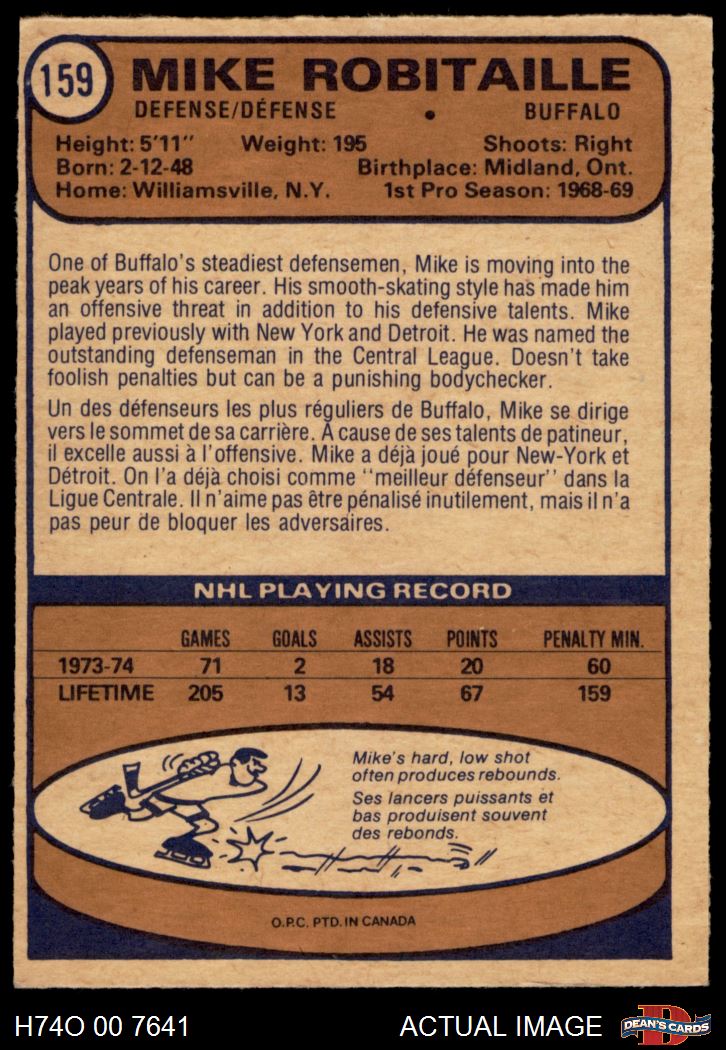 159
MIKE ROBITAILLE
DEFENSE/DÉFENSE • BUFFALO
Height: 5'11" Weight: 195 Shoots: Right
Born: 2-12-48 Birthplace: Midland, Ont.
Home: Williamsville, N.Y. 1st Pro Season: 1968-69
One of Buffalo's steadiest defensemen, Mike is moving into the
peak years of his career. His smooth-skating style has made him
an offensive threat in addition to his defensive talents. Mike
played previously with New York and Detroit. He was named the
outstanding defenseman in the Central League. Doesn't take
foolish penalties but can be a punishing bodychecker.
Un des défenseurs les plus réguliers de Buffalo, Mike se dirige
vers le sommet de sa carrière. À cause de ses talents de patineur,
il excelle aussi à l'offensive. Mike a déjà joué pour New-York et
Détroit. On l'a déjà choisi comme "meilleur défenseur" dans la
Ligue Centrale. Il n'aime pas être pénalisé inutilement, mais il n'a
pas peur de bloquer les adversaires.
NHL PLAYING RECORD
GAMES GOALS ASSISTS POINTS PENALTY MIN.
1973-74 71 2 18 20 60
LIFETIME 205 13 54 67 159
Mike's hard, low shot
often produces rebounds.
Ses lancers puissants et
bas produisent souvent
des rebonds.
O.P.C. PTD. IN CANADA
H74O 00 7641 ACTUAL IMAGE
D
DEAN'S CARDS